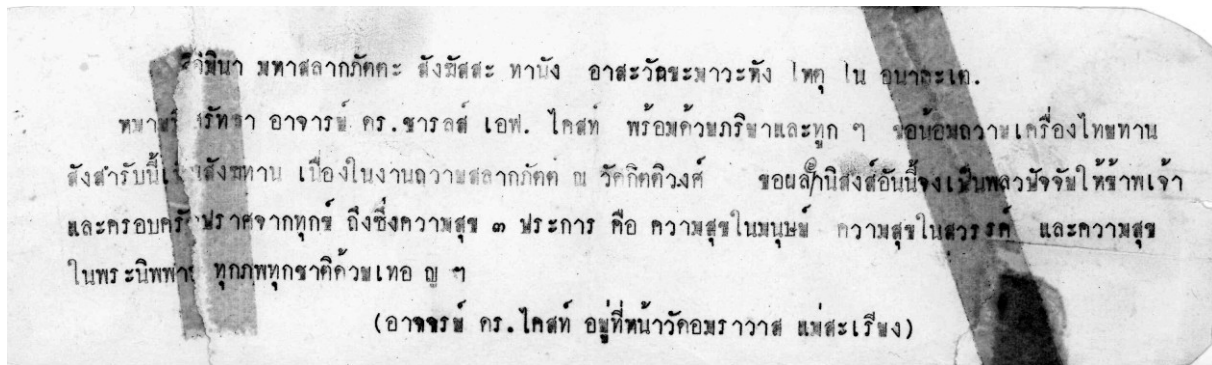 อิมินา มหาสลากภัตตะ สังฆัสสะ ทานัง อาสะวักขะยาวะหัง โหตุ โน อนาคะเต.
ศรัทธา อาจารย์ ดร.ชารลส์ เอฟ. ไคสท์ พร้อมด้วยภริยาและทุก ๆ ขอน้อมถวายเครื่องไทยทาน
สังสำรับนี้เป็นสังฆทาน เนื่องในงานถวายสลากภัตต ณ วัดกิตติวงศ์ ขอผลานิสงส์อันนี้จงเป็นพลวปัจจัยให้ข้าพเจ้า
และครอบครัวปราศจากทุกข์ ถึงซึ่งความสุข ๓ ประการ คือ ความสุขในมนุษย์ ความสุขในสวรรค์ และความสุข
ในพระนิพพาน ทุกภพทุกชาติด้วยเทอ ญ ฯ
(อาจารย์ ดร.ไคสท์ อยู่ที่หน้าวัดอมราวาส แม่สะเรียง)